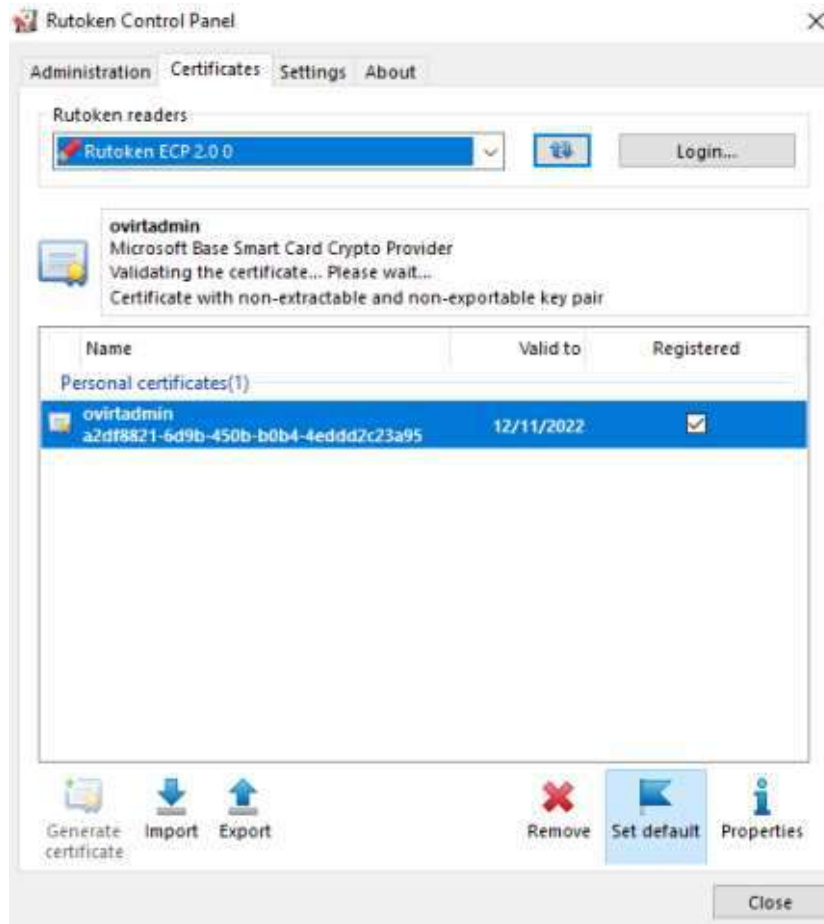 Rutoken Control Panel
Administration Certificates Settings About
Rutoken readers
Rutoken ECP 2.0 0
Login...
ovirtadmin
Microsoft Base Smart Card Crypto Provider
Validating the certificate... Please wait...
Certificate with non-extractable and non-exportable key pair
Name Valid to Registered
Personal certificates(1)
ovirtadmin
a2df8821-6d9b-450b-b0b4-4eddd2c23a95 12/11/2022
Generate certificate
Import Export Remove Set default Properties
Close